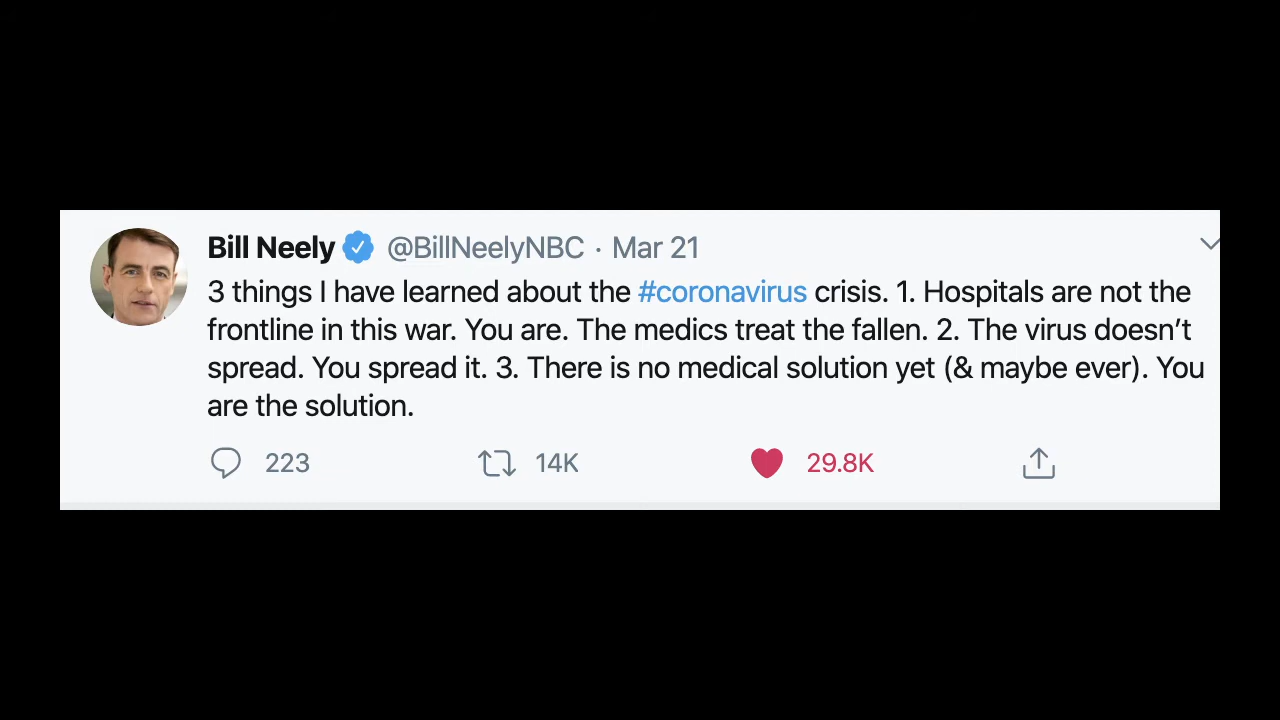 Bill Neely @BillNeelyNBC · Mar 21
3 things I have learned about the #coronavirus crisis. 1. Hospitals are not the
frontline in this war. You are. The medics treat the fallen. 2. The virus doesn’t
spread. You spread it. 3. There is no medical solution yet (& maybe ever). You
are the solution.
223 14K 29.8K